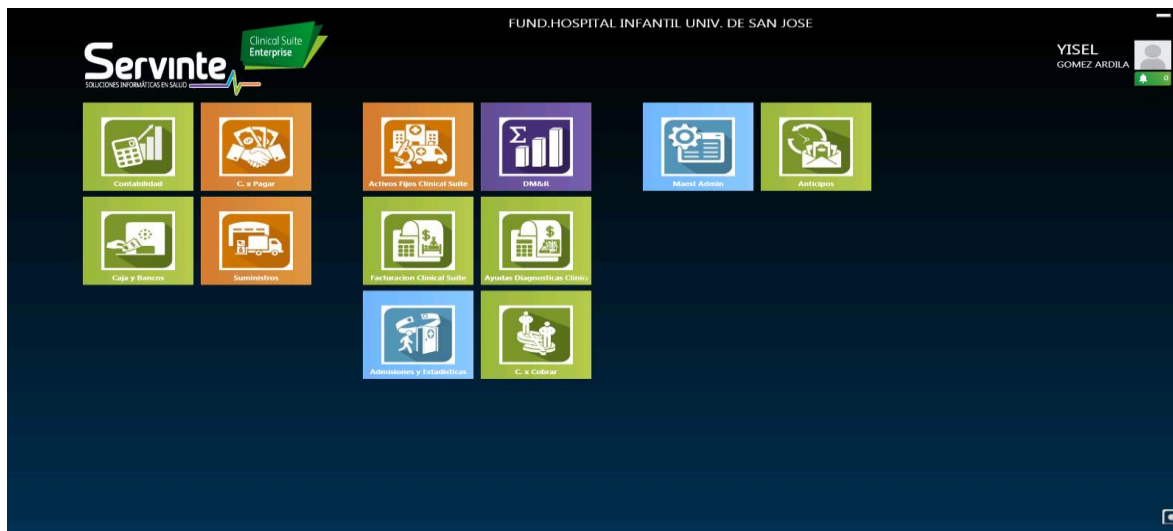 FUND.HOSPITAL INFANTIL UNIV. DE SAN JOSE
Clinical Suite
Enterprise
Servinte
SOLUCIONES INFORMÁTICAS EN SALUD
YISEL
GOMEZ ARDILA
0
Contabilidad
C. x Pagar
Activos Fijos Clinical Suite
Σ
DM&R
Maest Admin
Anticipos
Caja y Bancos
Suministros
$
Facturacion Clinical Suite
$
Ayudas Diagnosticas Clinic
Admisiones y Estadisticas
C. x Cobrar